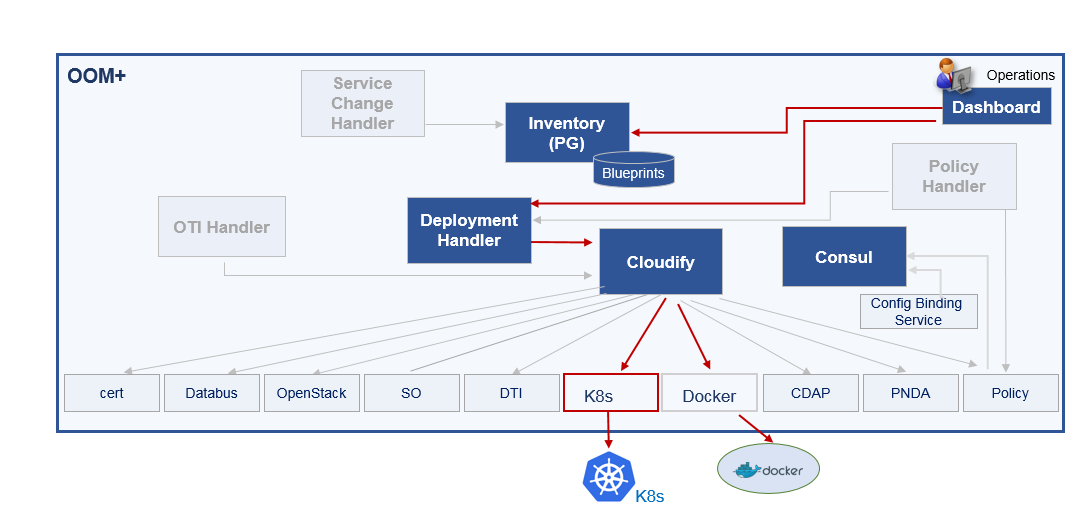 OOM+
Operations
Dashboard
Service
Change
Handler
Inventory
(PG)
Blueprints
Policy
Handler
OTI Handler
Deployment
Handler
Cloudify
Consul
Config Binding
Service
cert
Databus
OpenStack
SO
DTI
K8s
Docker
CDAP
PNDA
Policy
K8s
docker